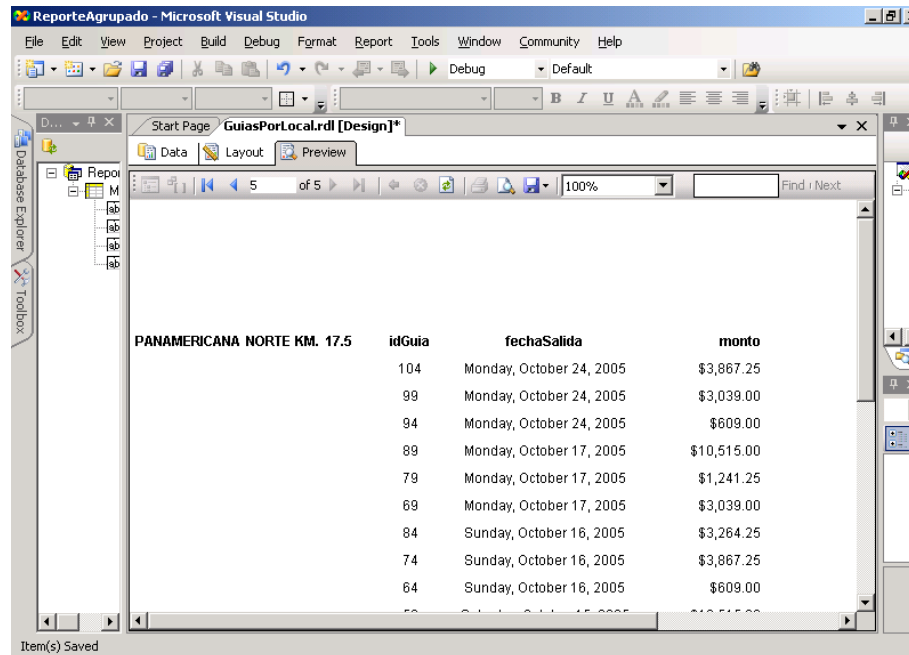 ReporteAgrupado - Microsoft Visual Studio
File Edit View Project Build Debug Format Report Tools Window Community Help
Debug Default
B I U A
D...
Start Page GuiasPorLocal.rdl [Design]*
Data Layout Preview
5 of 5 100% Find Next
Database Explorer
Toolbox
Repor
M
ab
ab
ab
ab
PANAMERICANA NORTE KM. 17.5 idGuia fechaSalida monto
104 Monday, October 24, 2005 $3,867.25
99 Monday, October 24, 2005 $3,039.00
94 Monday, October 24, 2005 $609.00
89 Monday, October 17, 2005 $10,515.00
79 Monday, October 17, 2005 $1,241.25
69 Monday, October 17, 2005 $3,039.00
84 Sunday, October 16, 2005 $3,264.25
74 Sunday, October 16, 2005 $3,867.25
64 Sunday, October 16, 2005 $609.00
Item(s) Saved